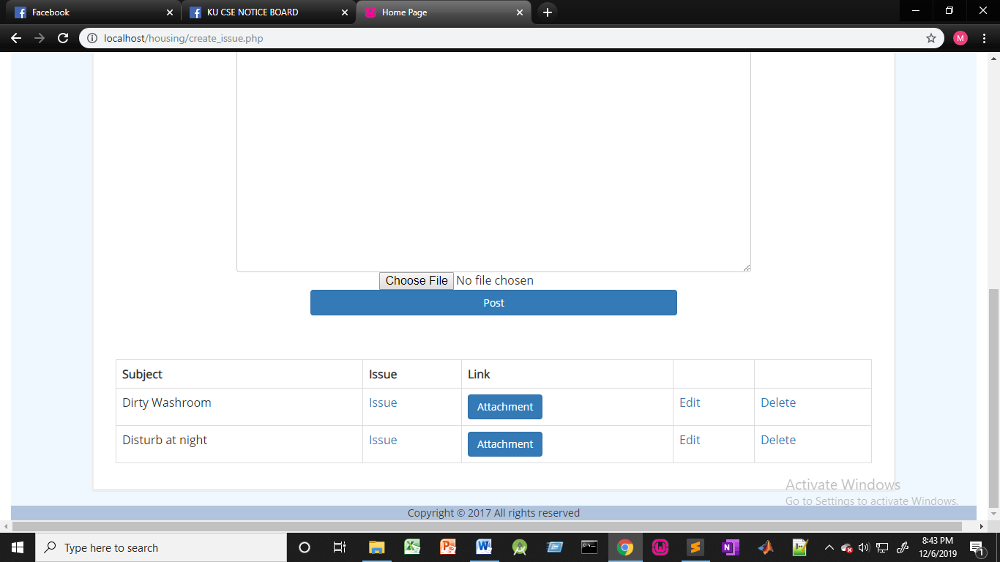 Facebook
KU CSE NOTICE BOARD
Home Page
localhost/housing/create_issue.php
M
Choose File No file chosen
Post
Subject Issue Link
Dirty Washroom Issue Attachment Edit Delete
Disturb at night Issue Attachment Edit Delete
Activate Windows
Go to Settings to activate Windows.
Copyright © 2017 All rights reserved
Type here to search
8:43 PM
12/6/2019
1